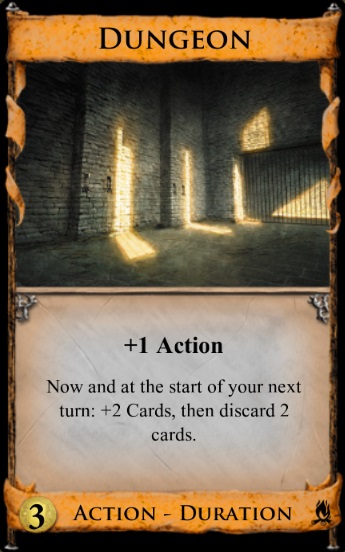 Dungeon
+1 Action
Now and at the start of your next
turn: +2 Cards, then discard 2
cards.
3 Action - Duration